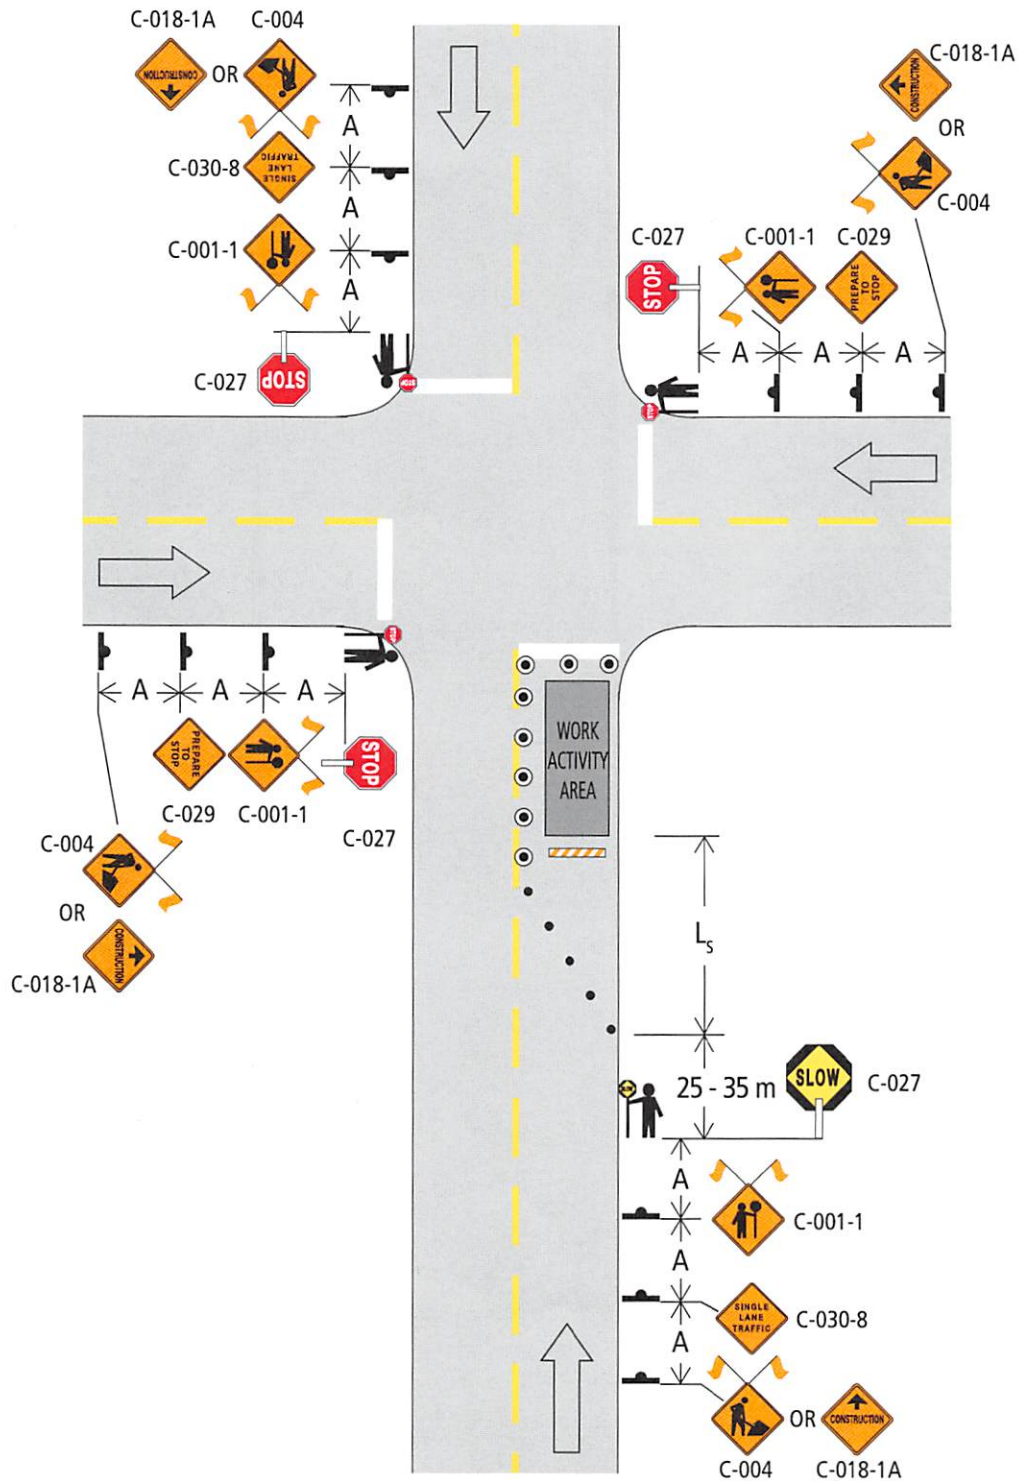 C-018-1A
C-004
CONSTRUCTION
OR
A
C-030-8
SINGLE
LANE
TRAFFIC
A
C-001-1
A
C-027
STOP
STOP
C-018-1A
CONSTRUCTION
OR
C-004
C-027
C-001-1
C-029
STOP
PREPARE
TO
STOP
A
A
A
A
A
A
PREPARE
TO
STOP
STOP
C-029
C-001-1
C-027
C-004
OR
CONSTRUCTION
C-018-1A
WORK
ACTIVITY
AREA
LS
25 - 35 m
SLOW
SLOW
C-027
A
C-001-1
A
SINGLE
LANE
TRAFFIC
C-030-8
A
OR
CONSTRUCTION
C-004
C-018-1A